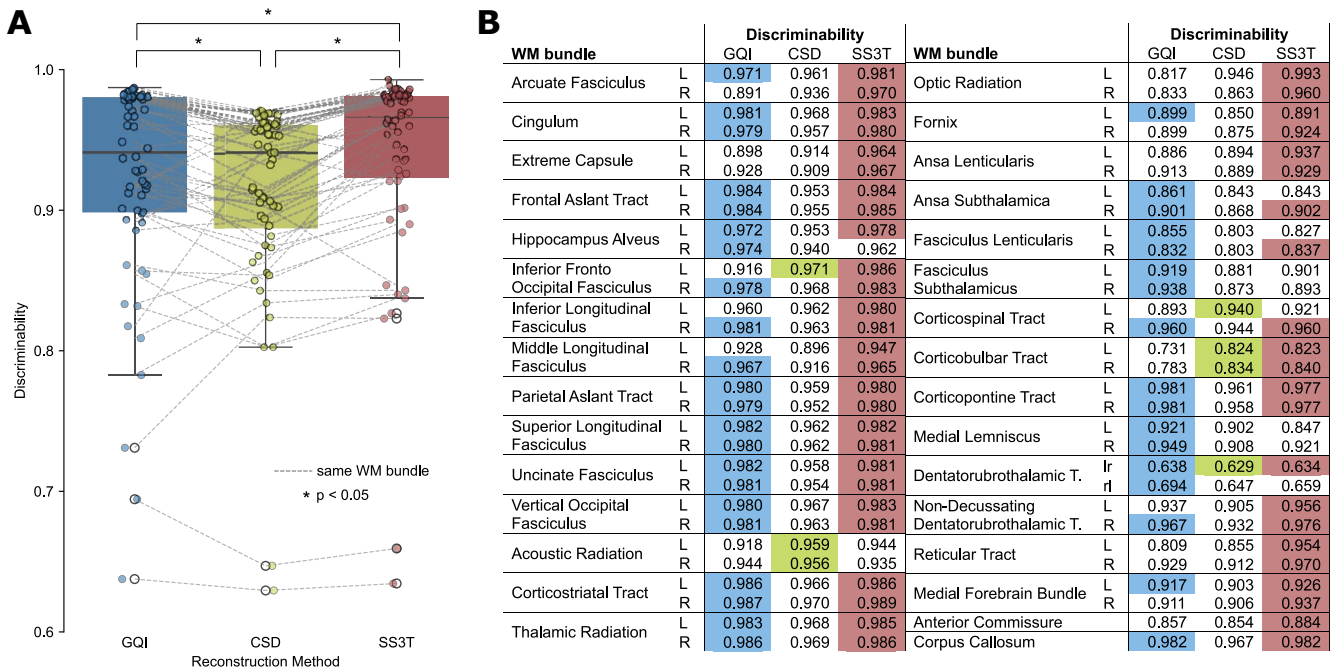 A
*
*
*
1.0
0.9
0.8
0.7
0.6
Discriminability
same WM bundle
* p < 0.05
GQI CSD SS3T
Reconstruction Method
B
Discriminability
WM bundle GQI CSD SS3T
Arcuate Fasciculus L 0.971 0.961 0.981
R 0.891 0.936 0.970
Cingulum L 0.981 0.968 0.983
R 0.979 0.957 0.980
Extreme Capsule L 0.898 0.914 0.964
R 0.928 0.909 0.967
Frontal Aslant Tract L 0.984 0.953 0.984
R 0.984 0.955 0.985
Hippocampus Alveus L 0.972 0.953 0.978
R 0.974 0.940 0.962
Inferior Fronto L 0.916 0.971 0.986
Occipital Fasciculus R 0.978 0.968 0.983
Inferior Longitudinal L 0.960 0.962 0.980
Fasciculus R 0.981 0.963 0.981
Middle Longitudinal L 0.928 0.896 0.947
Fasciculus R 0.967 0.916 0.965
Parietal Aslant Tract L 0.980 0.959 0.980
R 0.979 0.952 0.980
Superior Longitudinal L 0.982 0.962 0.982
Fasciculus R 0.980 0.962 0.981
Uncinate Fasciculus L 0.982 0.958 0.981
R 0.981 0.954 0.981
Vertical Occipital L 0.980 0.967 0.983
Fasciculus R 0.981 0.963 0.981
Acoustic Radiation L 0.918 0.959 0.944
R 0.944 0.956 0.935
Corticostriatal Tract L 0.986 0.966 0.986
R 0.987 0.970 0.989
Thalamic Radiation L 0.983 0.968 0.985
R 0.986 0.969 0.986
Discriminability
WM bundle GQI CSD SS3T
Optic Radiation L 0.817 0.946 0.993
R 0.833 0.863 0.960
Fornix L 0.899 0.850 0.891
R 0.899 0.875 0.924
Ansa Lenticularis L 0.886 0.894 0.937
R 0.913 0.889 0.929
Ansa Subthalamica L 0.861 0.843 0.843
R 0.901 0.868 0.902
Fasciculus Lenticularis L 0.855 0.803 0.827
R 0.832 0.803 0.837
Fasciculus L 0.919 0.881 0.901
Subthalamicus R 0.938 0.873 0.893
Corticospinal Tract L 0.893 0.940 0.921
R 0.960 0.944 0.960
Corticobulbar Tract L 0.731 0.824 0.823
R 0.783 0.834 0.840
Corticopontine Tract L 0.981 0.961 0.977
R 0.981 0.958 0.977
Medial Lemniscus L 0.921 0.902 0.847
R 0.949 0.908 0.921
Dentatorubrothalamic T. lr 0.638 0.629 0.634
rl 0.694 0.647 0.659
Non-Decussating L 0.937 0.905 0.956
Dentatorubrothalamic T. R 0.967 0.932 0.976
Reticular Tract L 0.809 0.855 0.954
R 0.929 0.912 0.970
Medial Forebrain Bundle L 0.917 0.903 0.926
R 0.911 0.906 0.937
Anterior Commissure 0.857 0.854 0.884
Corpus Callosum 0.982 0.967 0.982